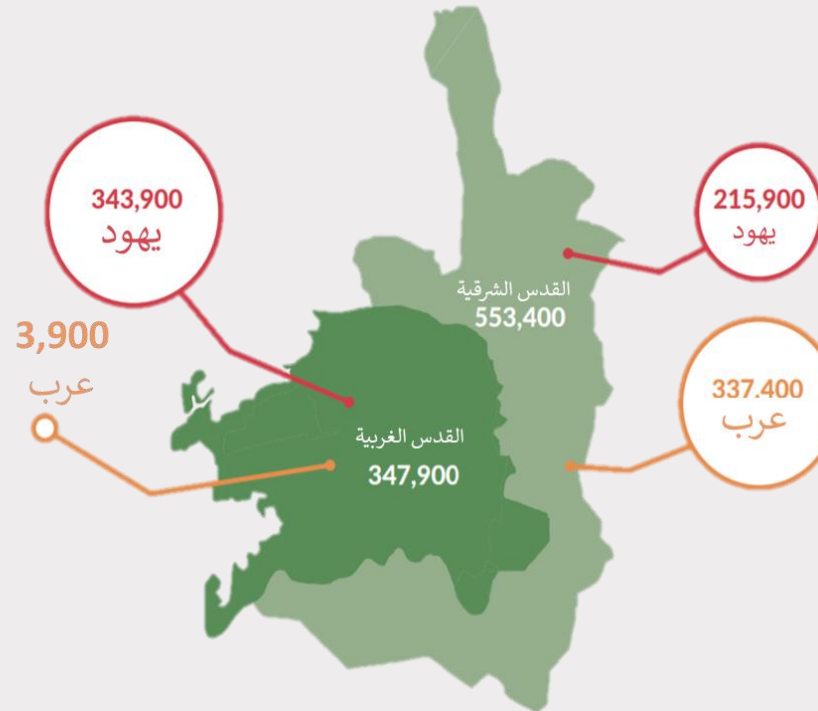 343,900
يهود
215,900
يهود
القدس الشرقية
553,400
3,900
عرب
337.400
عرب
القدس الغربية
347,900